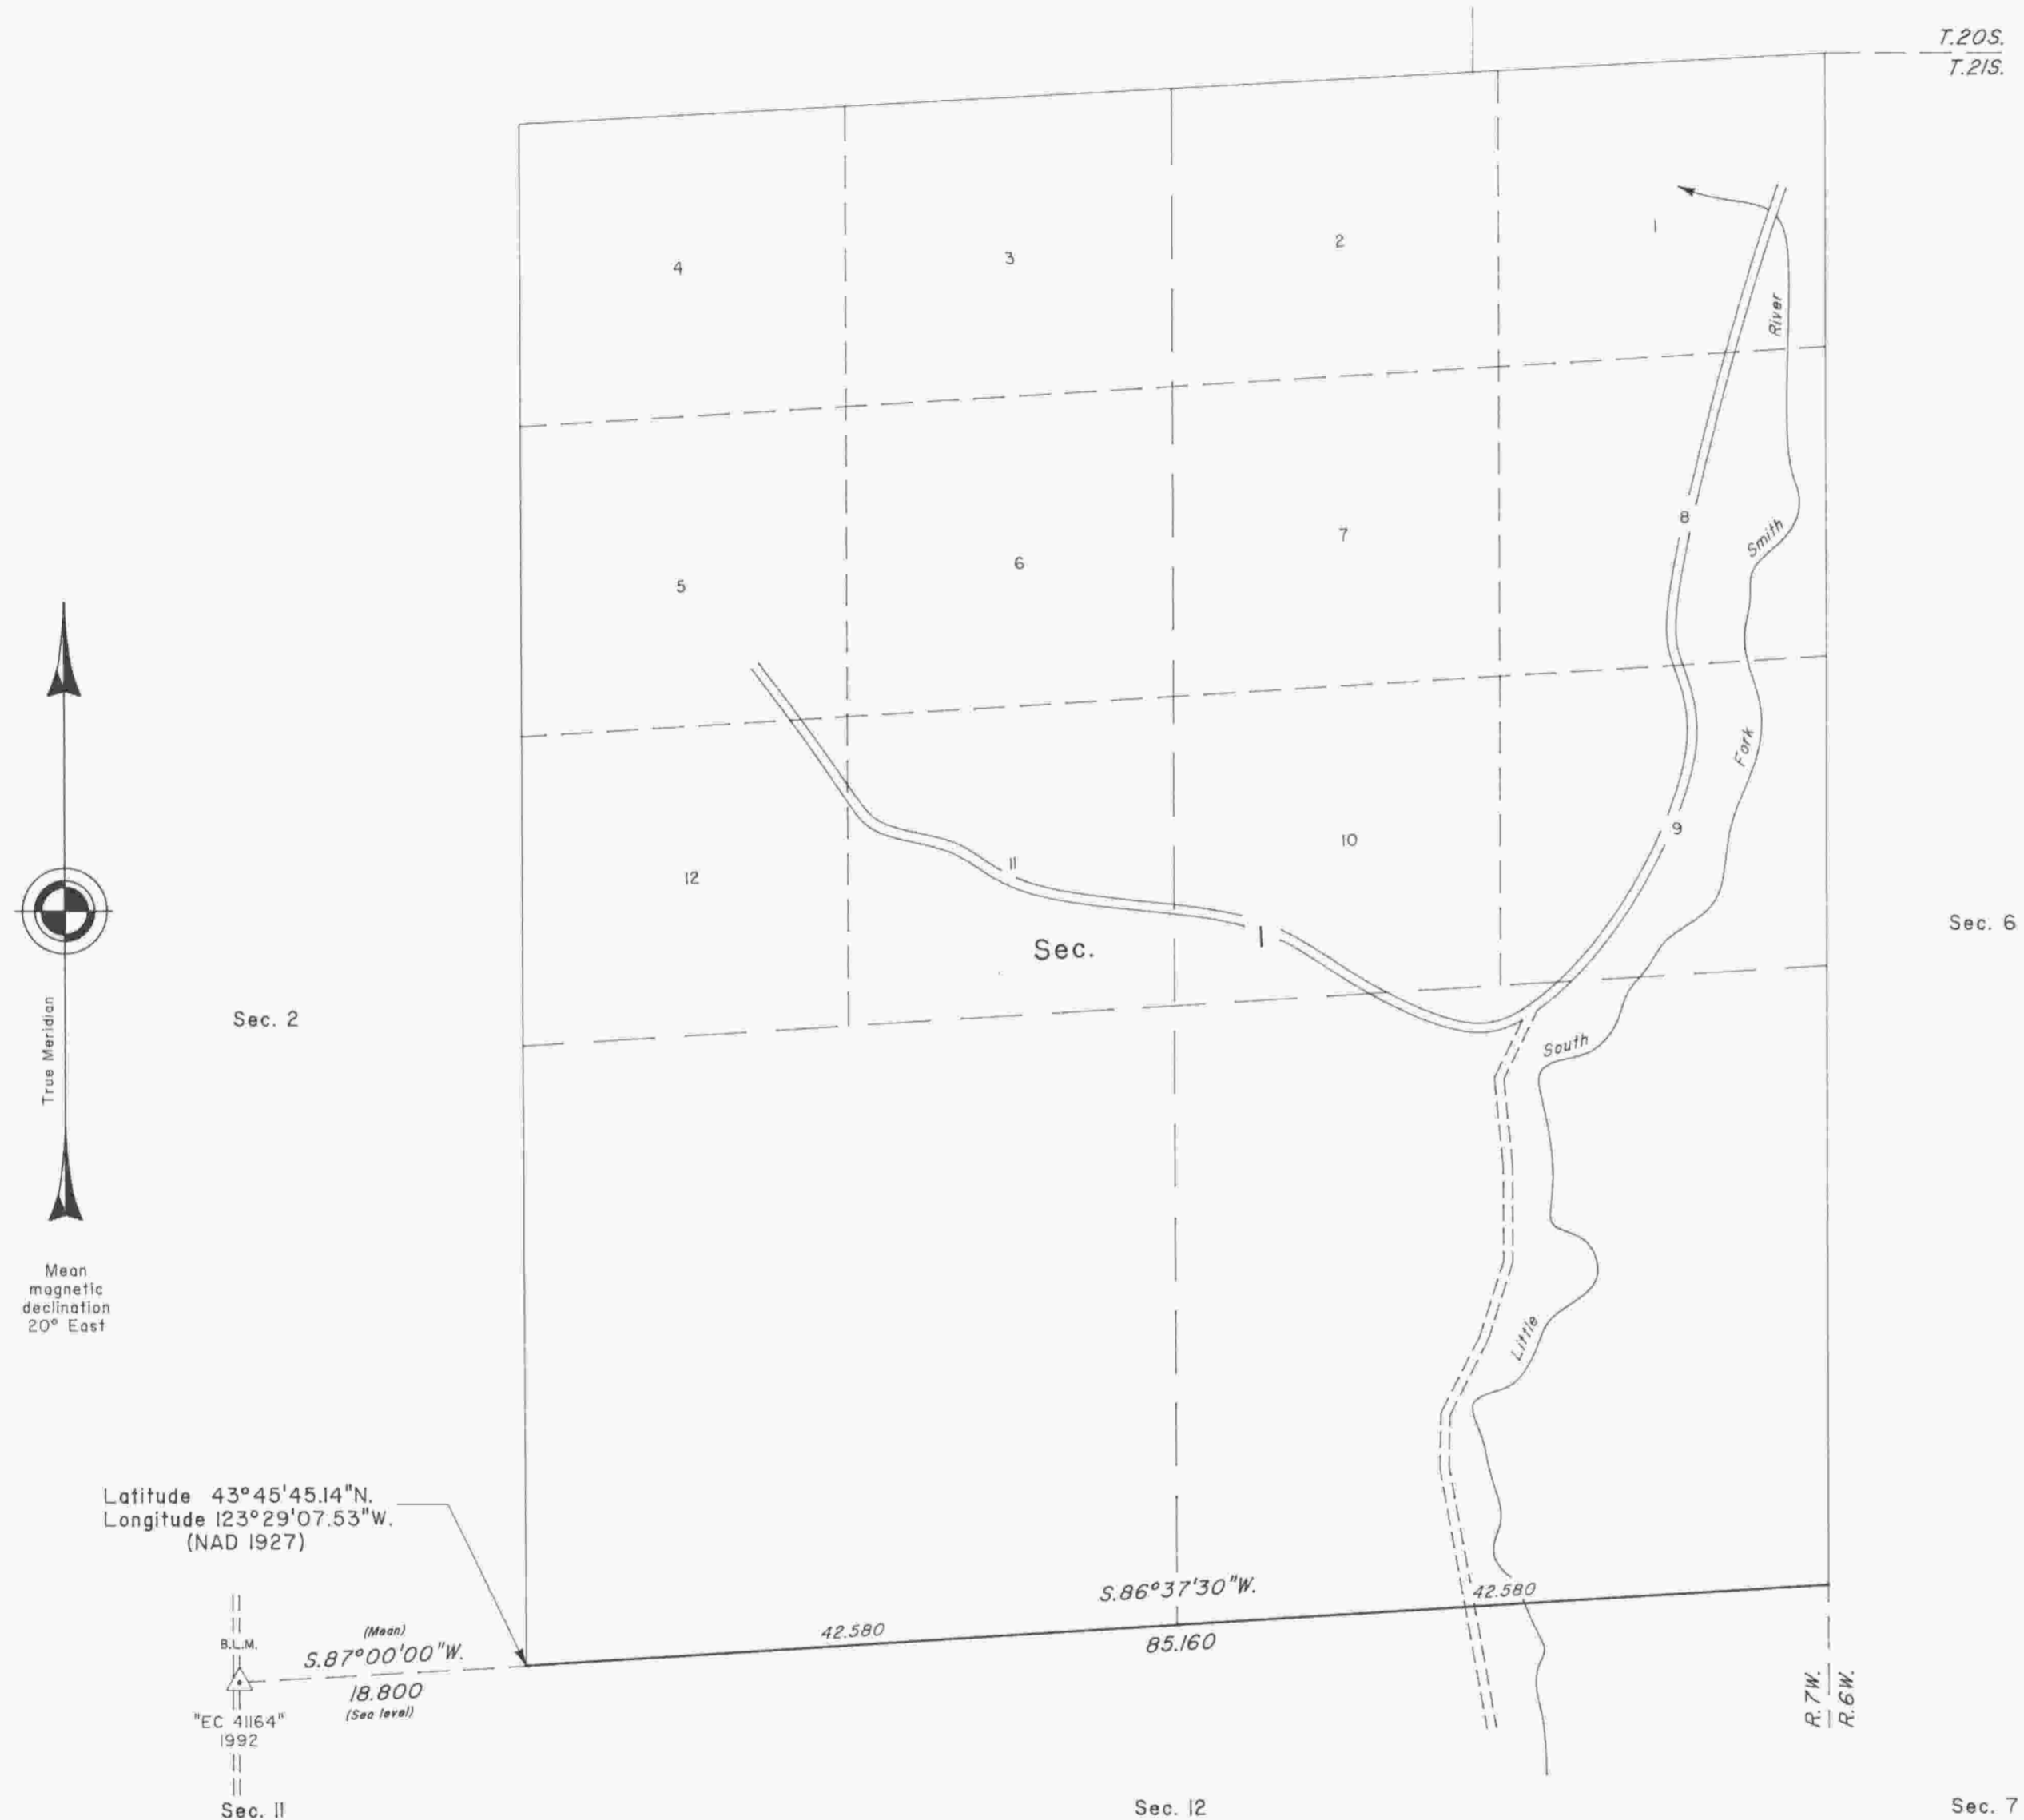 T.20S.
T.21S.
4
3
2
1
River
8
Smith
7
6
5
Fork
9
10
11
12
Sec. 1
Sec. 6
Sec. 2
True Meridian
South
Mean
magnetic
declination
20° East
Little
Latitude 43°45'45.14"N.
Longitude 123°29'07.53"W.
(NAD 1927)
S.86°37'30"W.
42.580
42.580
85.160
B.L.M.
(Mean)
S.87°00'00"W.
18.800
(Sea level)
"EC 41164"
1992
R.7W.
R.6W.
Sec. 11
Sec. 12
Sec. 7